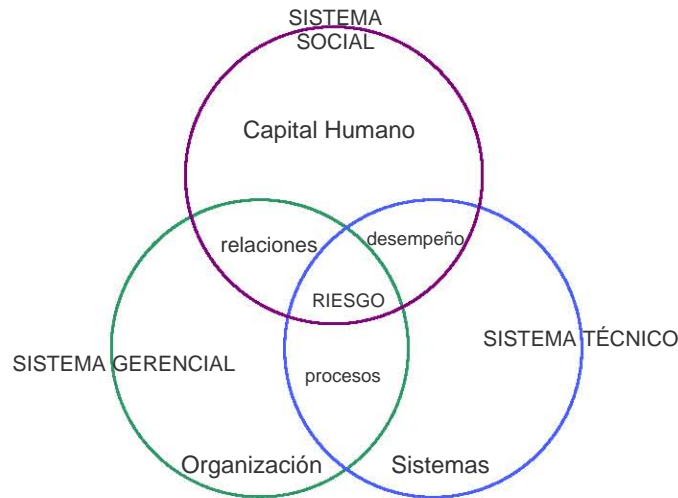 SISTEMA
SOCIAL
Capital Humano
relaciones
desempeño
RIESGO
SISTEMA GERENCIAL
SISTEMA TÉCNICO
procesos
Organización
Sistemas